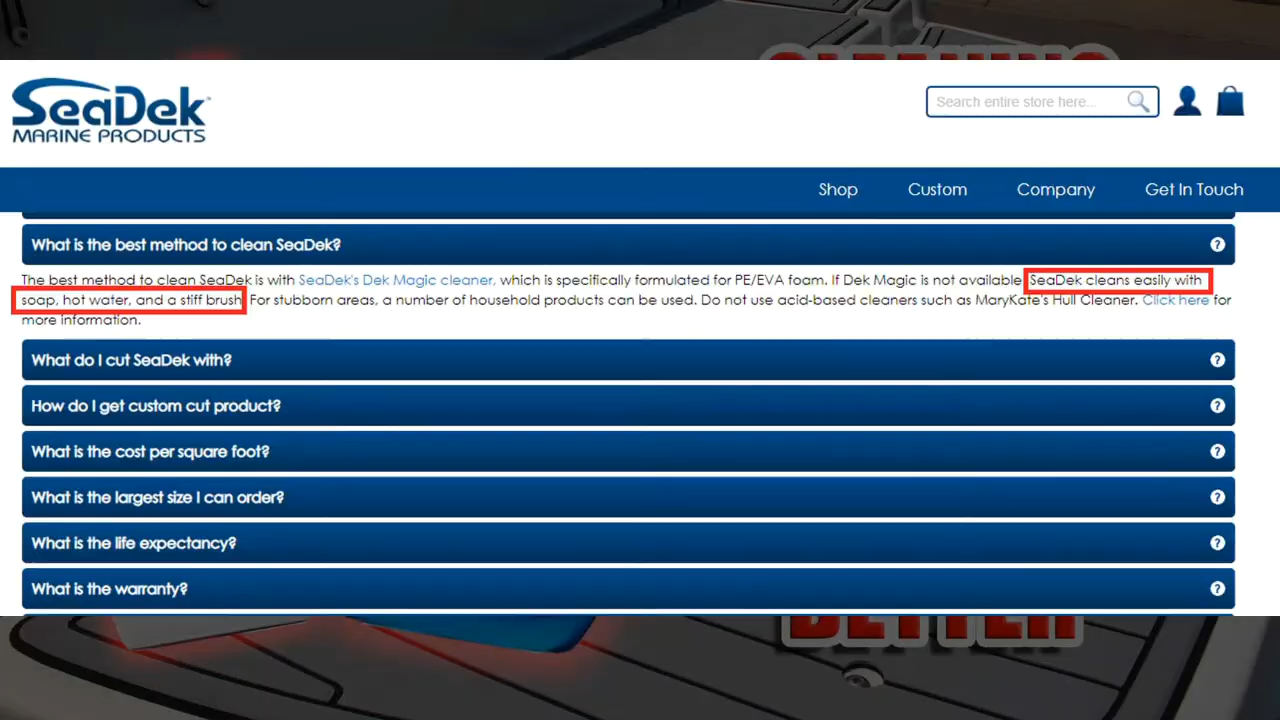 CLEANING
SeaDek™
MARINE PRODUCTS
Search entire store here...
Shop Custom Company Get In Touch
What is the best method to clean SeaDek?
The best method to clean SeaDek is with SeaDek's Dek Magic cleaner, which is specifically formulated for PE/EVA foam. If Dek Magic is not available SeaDek cleans easily with
soap, hot water, and a stiff brush For stubborn areas, a number of household products can be used. Do not use acid-based cleaners such as MaryKate's Hull Cleaner. Click here for
more information.
What do I cut SeaDek with?
How do I get custom cut product?
What is the cost per square foot?
What is the largest size I can order?
What is the life expectancy?
What is the warranty?
BETTER